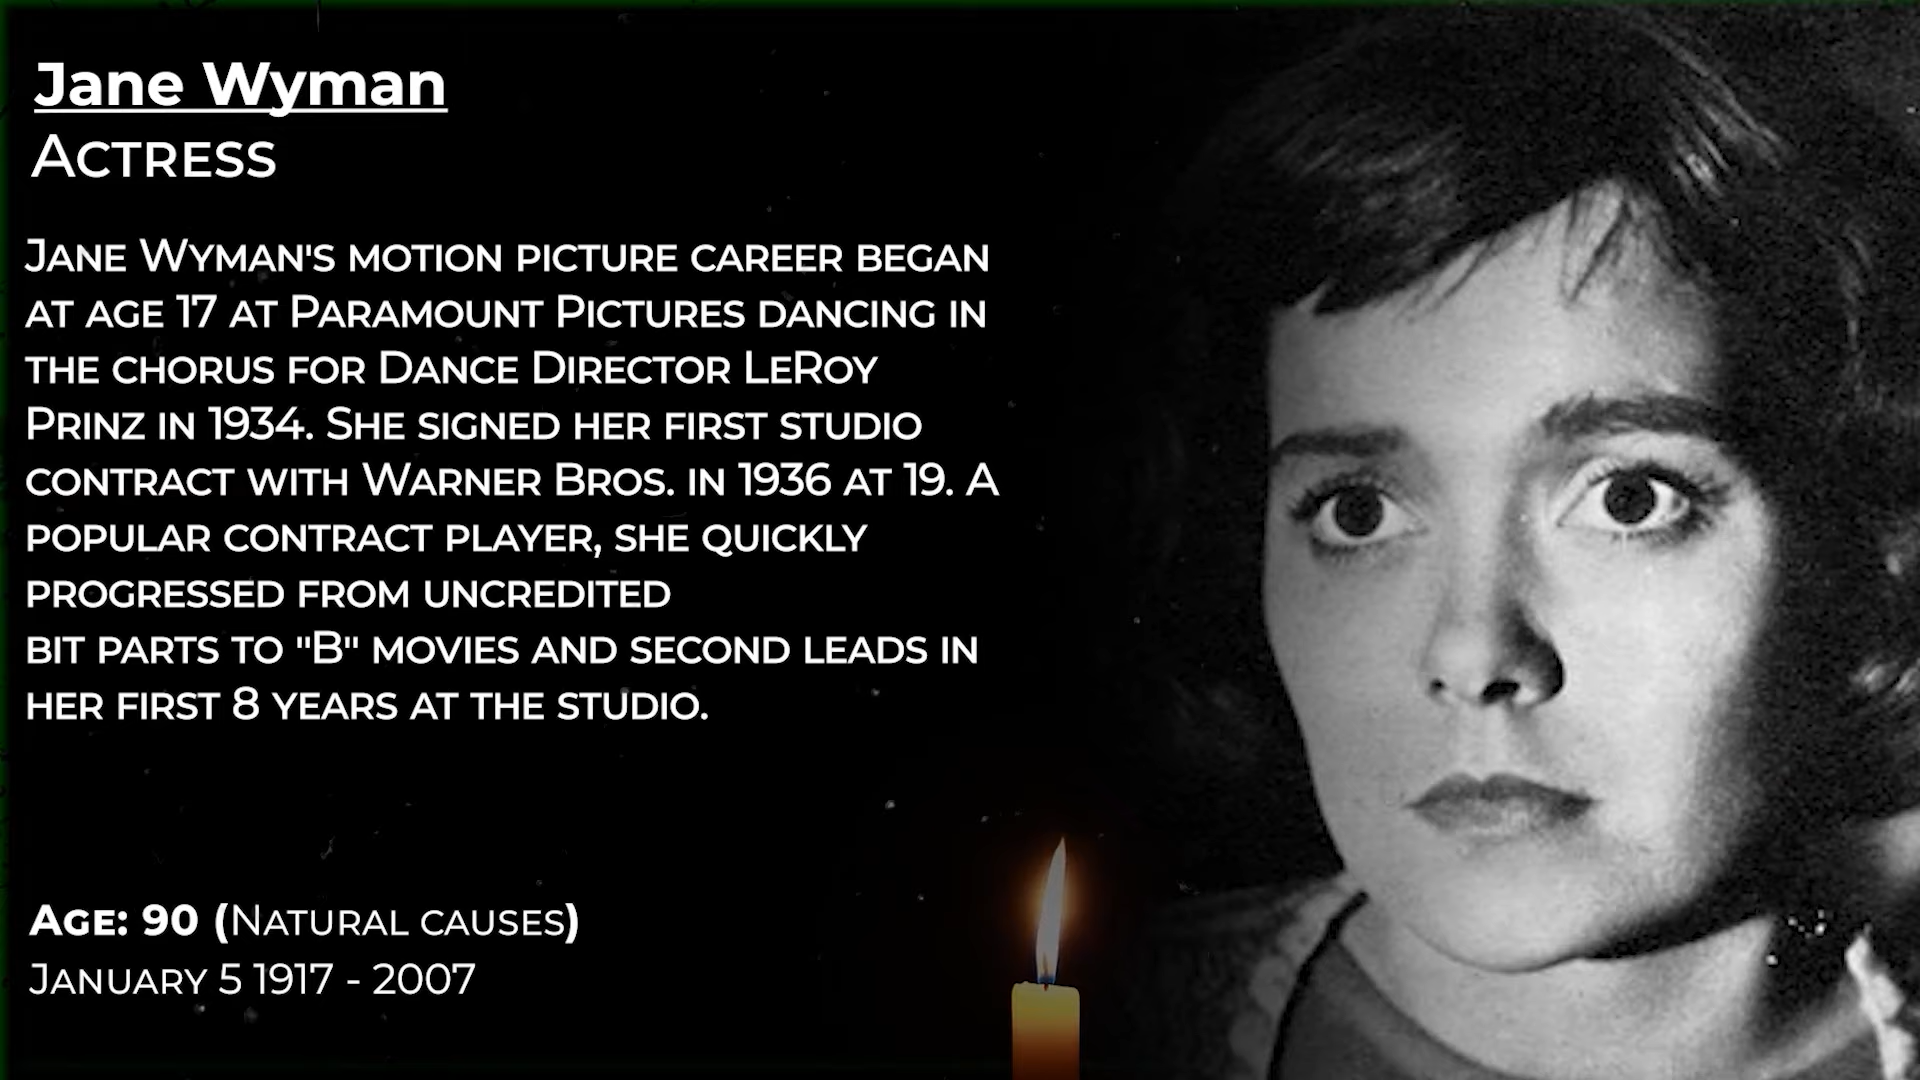 Jane Wyman
Actress
Jane Wyman's motion picture career began
at age 17 at Paramount Pictures dancing in
the chorus for Dance Director LeRoy
Prinz in 1934. She signed her first studio
contract with Warner Bros. in 1936 at 19. A
popular contract player, she quickly
progressed from uncredited
bit parts to "B" movies and second leads in
her first 8 years at the studio.
Age: 90 (Natural causes)
January 5 1917 - 2007